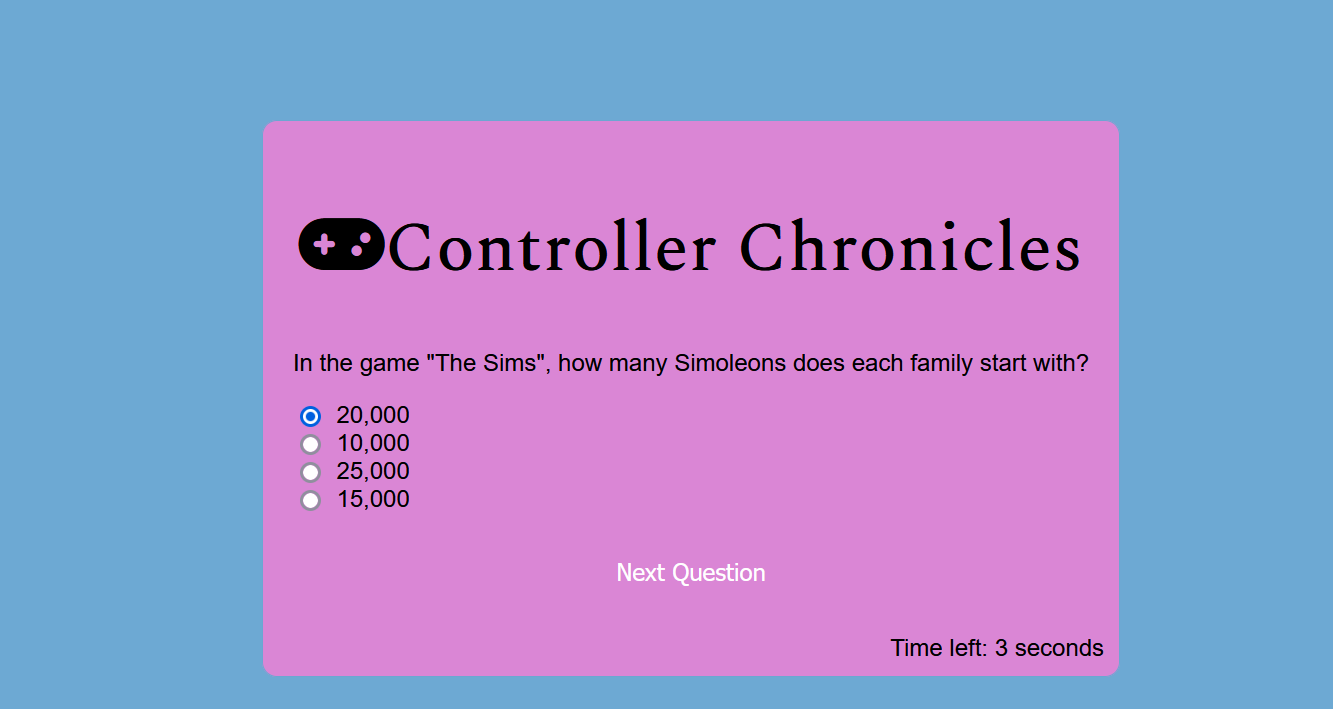 Controller Chronicles
In the game "The Sims", how many Simoleons does each family start with?
20,000
10,000
25,000
15,000
Next Question
Time left: 3 seconds